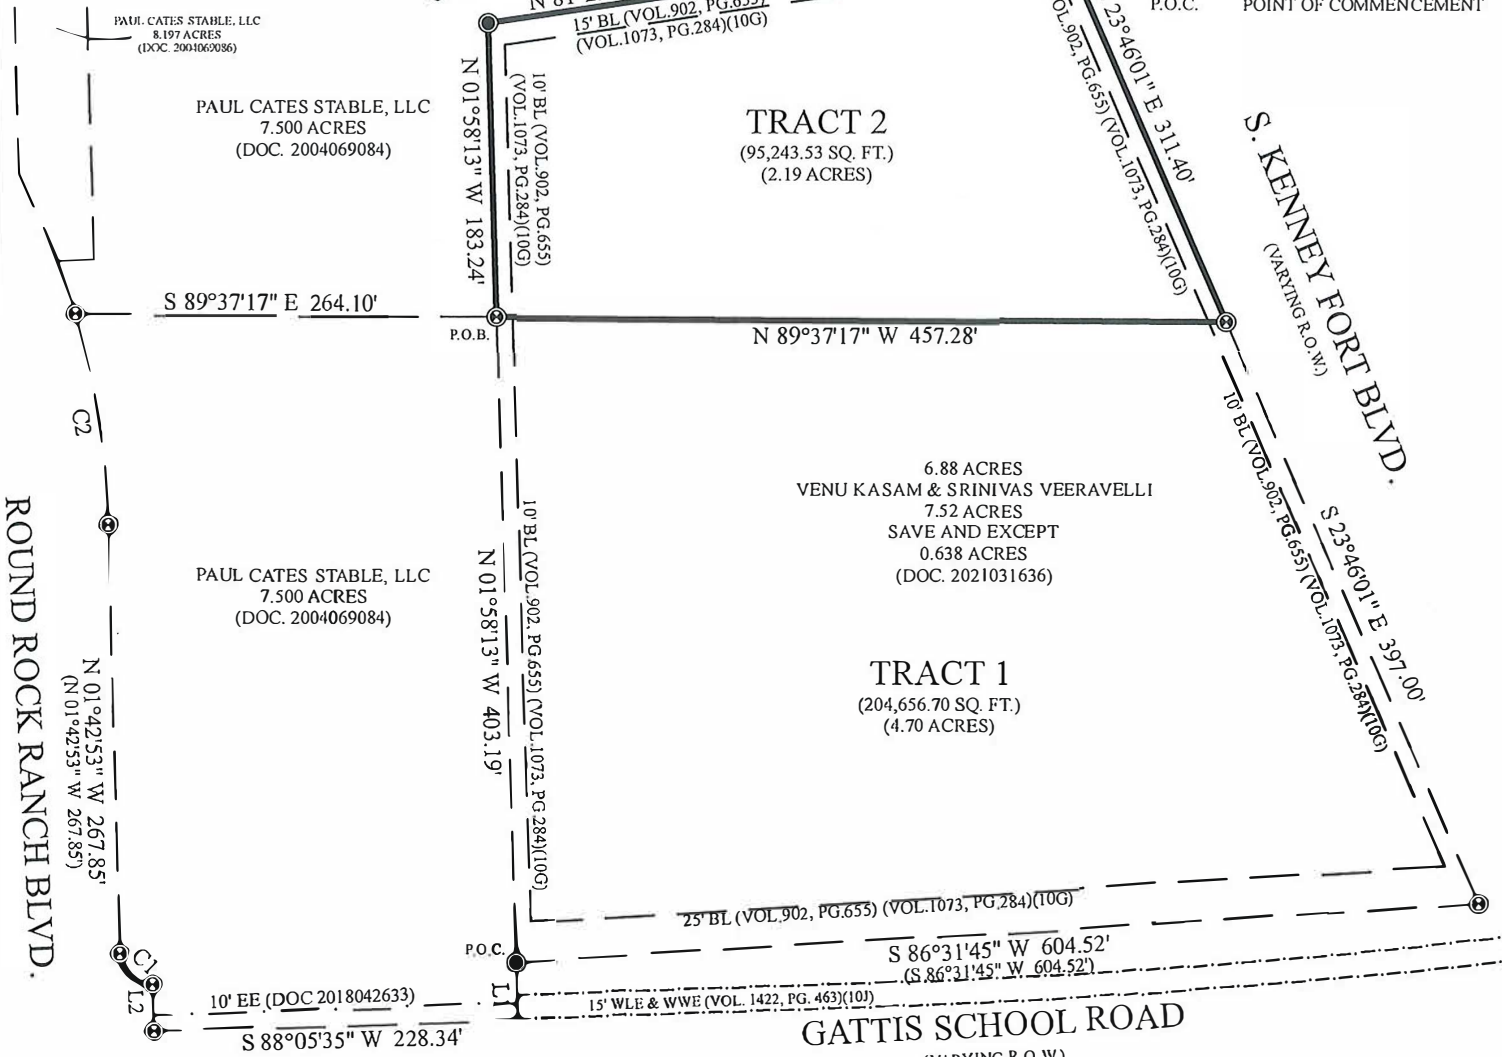 PAUL CATES STABLE, LLC
8.197 ACRES
(DOC. 2004069086)
15' BL (VOL.902, PG.655)
(VOL.1073, PG.284)(10G)
P.O.C. POINT OF COMMENCEMENT
PAUL CATES STABLE, LLC
7.500 ACRES
(DOC. 2004069084)
N 01°58'13" W 183.24'
10' BL (VOL.902, PG.655)
(VOL.1073, PG.284)(10G)
TRACT 2
(95,243.53 SQ. FT.)
(2.19 ACRES)
PG.655) (VOL.1073, PG.284)(10G)
23°46'01" E 311.40'
S. KENNEY FORT BLVD.
(VARYING R.O.W.)
S 89°37'17" E 264.10'
P.O.B.
N 89°37'17" W 457.28'
C2
6.88 ACRES
VENU KASAM & SRINIVAS VEERAVELLI
7.52 ACRES
SAVE AND EXCEPT
0.638 ACRES
(DOC. 2021031636)
10' BL (VOL.902, PG.655) (VOL.1073, PG.284)(10G)
S 23°46'01" E 397.00'
ROUND ROCK RANCH BLVD.
PAUL CATES STABLE, LLC
7.500 ACRES
(DOC. 2004069084)
N 01°58'13" W 403.19'
10' BL (VOL.902, PG.655) (VOL.1073, PG.284)(10G)
N 01°42'53" W 267.85'
(N 01°42'53" W 267.85')
TRACT 1
(204,656.70 SQ. FT.)
(4.70 ACRES)
25' BL (VOL.902, PG.655) (VOL.1073, PG.284)(10G)
P.O.C.
S 86°31'45" W 604.52'
(S 86°31'45" W 604.52')
C1
L2
L1
10' EE (DOC 2018042633)
15' WLE & WWE (VOL. 1422, PG. 463)(10J)
S 88°05'35" W 228.34'
GATTIS SCHOOL ROAD
(VARYING R.O.W.)